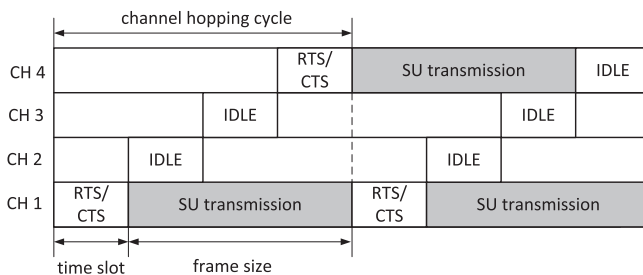 channel hopping cycle
CH 4
RTS/
CTS
SU transmission
IDLE
CH 3
IDLE
IDLE
CH 2
IDLE
IDLE
CH 1
RTS/
CTS
SU transmission
RTS/
CTS
SU transmission
time slot
frame size